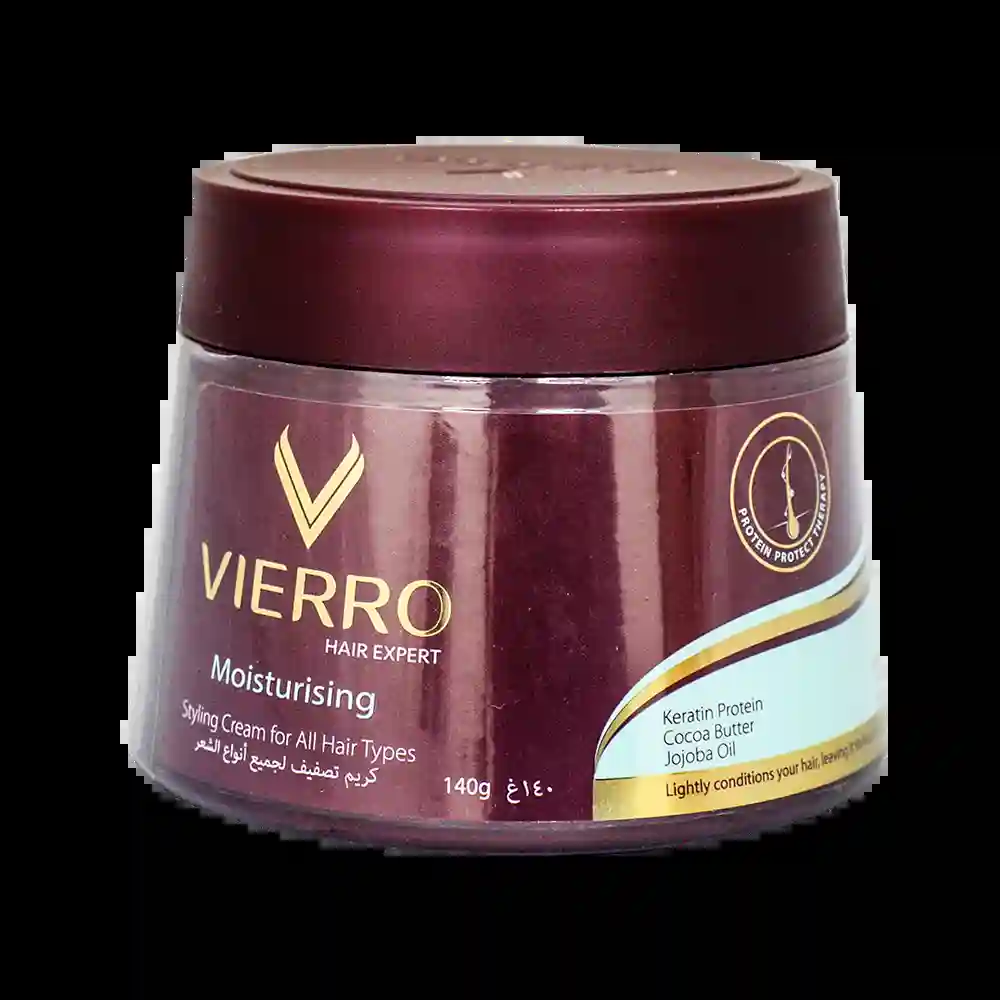 VIERRO
HAIR EXPERT
Moisturising
Styling Cream for All Hair Types
كريم تصفيف لجميع أنواع الشعر
140g ١٤٠غ
PROTEIN PROTECT THERAPY
Keratin Protein
Cocoa Butter
Jojoba Oil
Lightly conditions your hair, leaving it